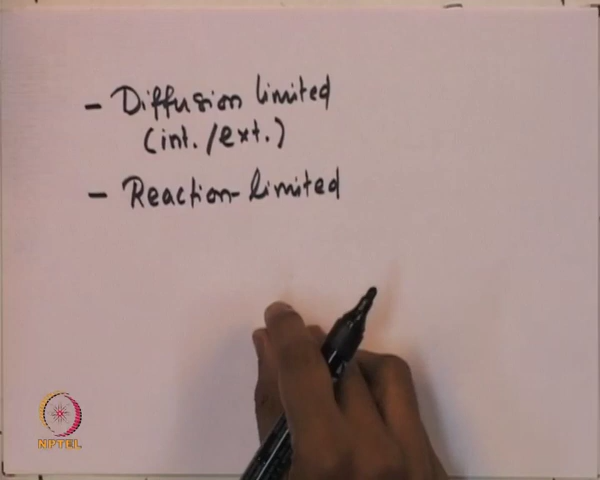 - Diffusion limited
(int./ext.)
- Reaction-limited
NPTEL